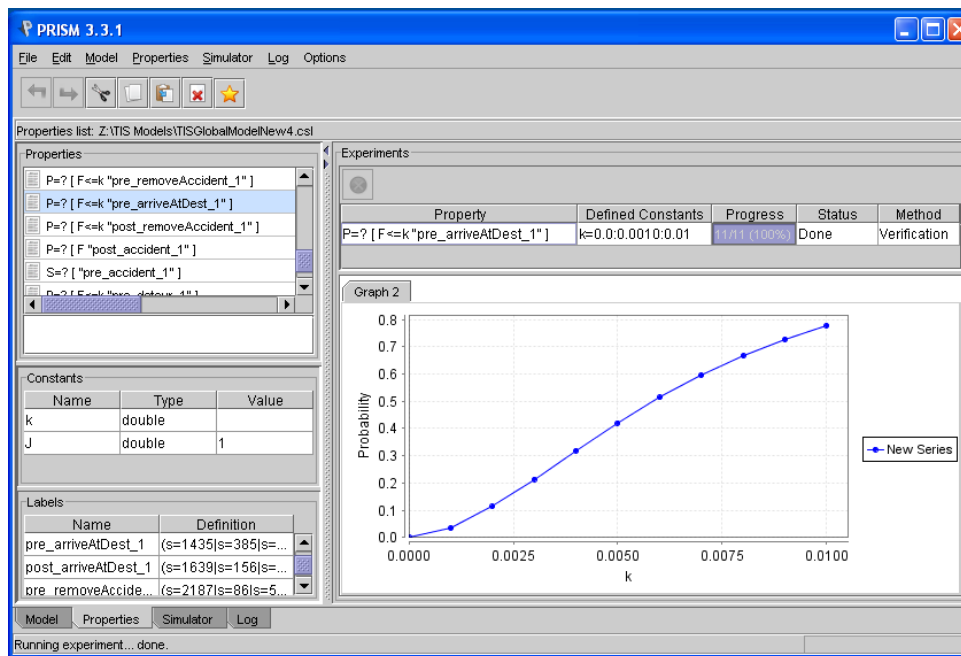 PRISM 3.3.1
File Edit Model Properties Simulator Log Options
Properties list: Z:\TIS Models\TISGlobalModelNew4.csl
Properties
P=? [ F<=k "pre_removeAccident_1" ]
P=? [ F<=k "pre_arriveAtDest_1" ]
P=? [ F<=k "post_removeAccident_1" ]
P=? [ F "post_accident_1" ]
S=? [ "pre_accident_1" ]
P=? [ F<=k "pre_detour_1" ]
Constants
Name Type Value
k double
J double 1
Labels
Name Definition
pre_arriveAtDest_1 (s=1435|s=385|s=...
post_arriveAtDest_1 (s=1639|s=156|s=...
pre_removeAccide... (s=2187|s=86|s=5...
Experiments
Property Defined Constants Progress Status Method
P=? [ F<=k "pre_arriveAtDest_1" ] k=0.0:0.0010:0.01 11/11 (100%) Done Verification
Graph 2
0.8
0.7
0.6
0.5
0.4
0.3
0.2
0.1
0.0
Probability
0.0000 0.0025 0.0050 0.0075 0.0100
k
New Series
Model Properties Simulator Log
Running experiment... done.